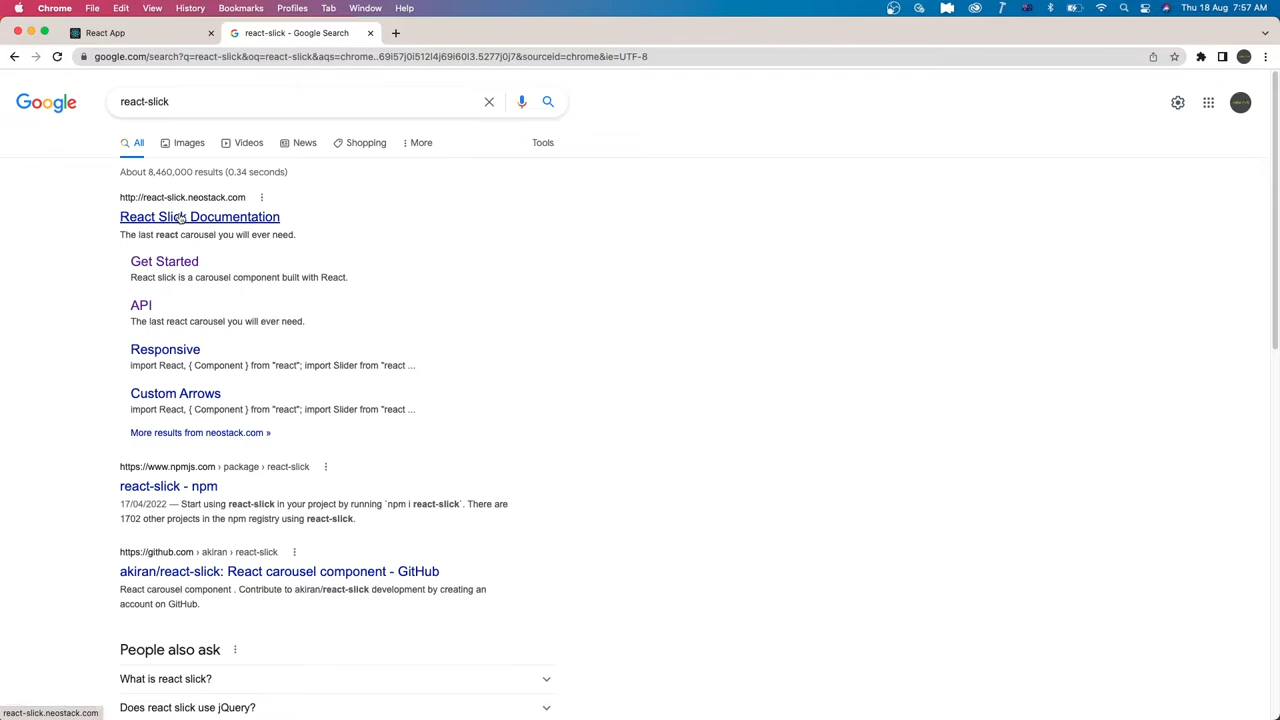 Chrome File Edit View History Bookmarks Profiles Tab Window Help Thu 18 Aug 7:57 AM
React App
react-slick - Google Search
google.com/search?q=react-slick&oq=react-slick&aqs=chrome..69i57j0i512l4j69i60l3.5277j0j7&sourceid=chrome&ie=UTF-8
Google
react-slick
All Images Videos News Shopping More Tools
About 8,460,000 results (0.34 seconds)
http://react-slick.neostack.com
React Slick Documentation
The last react carousel you will ever need.
Get Started
React slick is a carousel component built with React.
API
The last react carousel you will ever need.
Responsive
import React, { Component } from "react"; import Slider from "react ...
Custom Arrows
import React, { Component } from "react"; import Slider from "react ...
More results from neostack.com »
https://www.npmjs.com › package › react-slick
react-slick - npm
17/04/2022 — Start using react-slick in your project by running `npm i react-slick`. There are
1702 other projects in the npm registry using react-slick.
https://github.com › akiran › react-slick
akiran/react-slick: React carousel component - GitHub
React carousel component . Contribute to akiran/react-slick development by creating an
account on GitHub.
People also ask
What is react slick?
Does react slick use jQuery?
react-slick.neostack.com